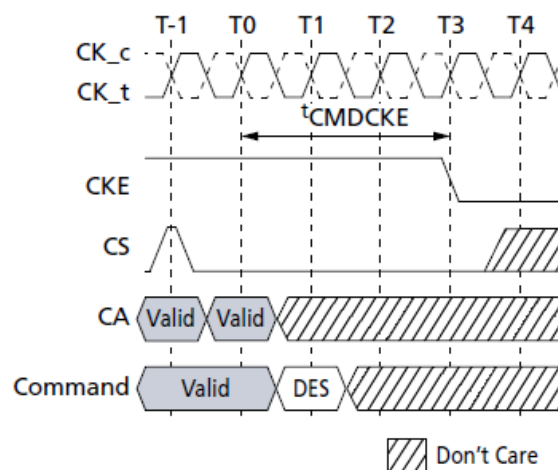 T-1 T0 T1 T2 T3 T4
CK_c
CK_t
tCMDCKE
CKE
CS
CA Valid Valid
Command Valid DES
Don't Care